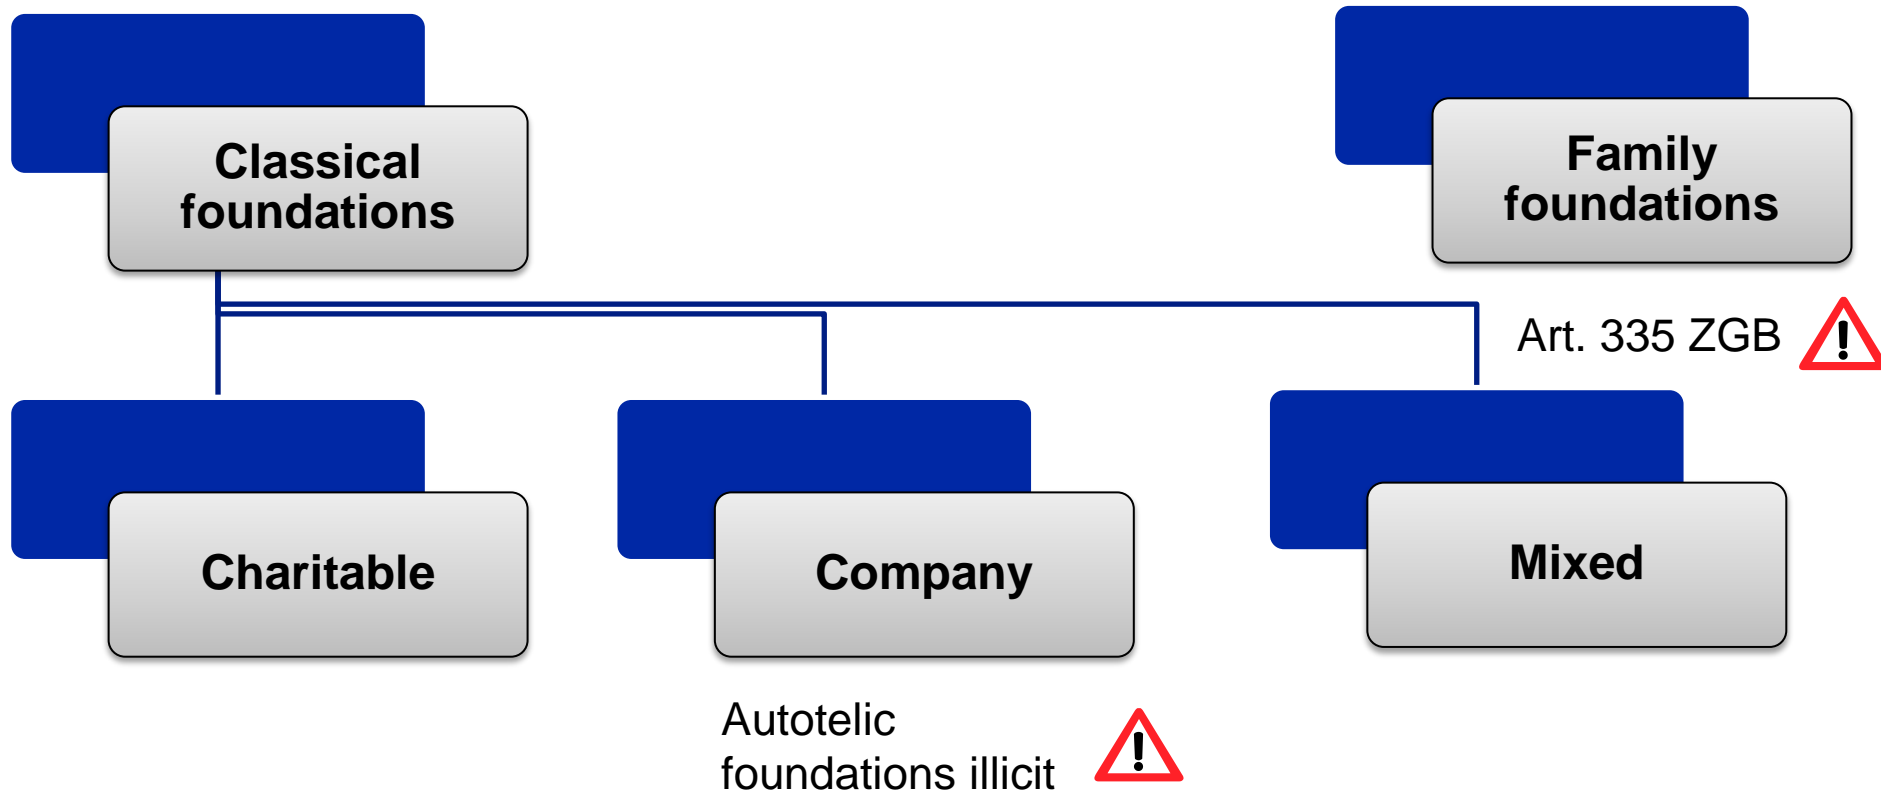 Classical
foundations
Family
foundations
Art. 335 ZGB
Charitable
Company
Mixed
Autotelic
foundations illicit